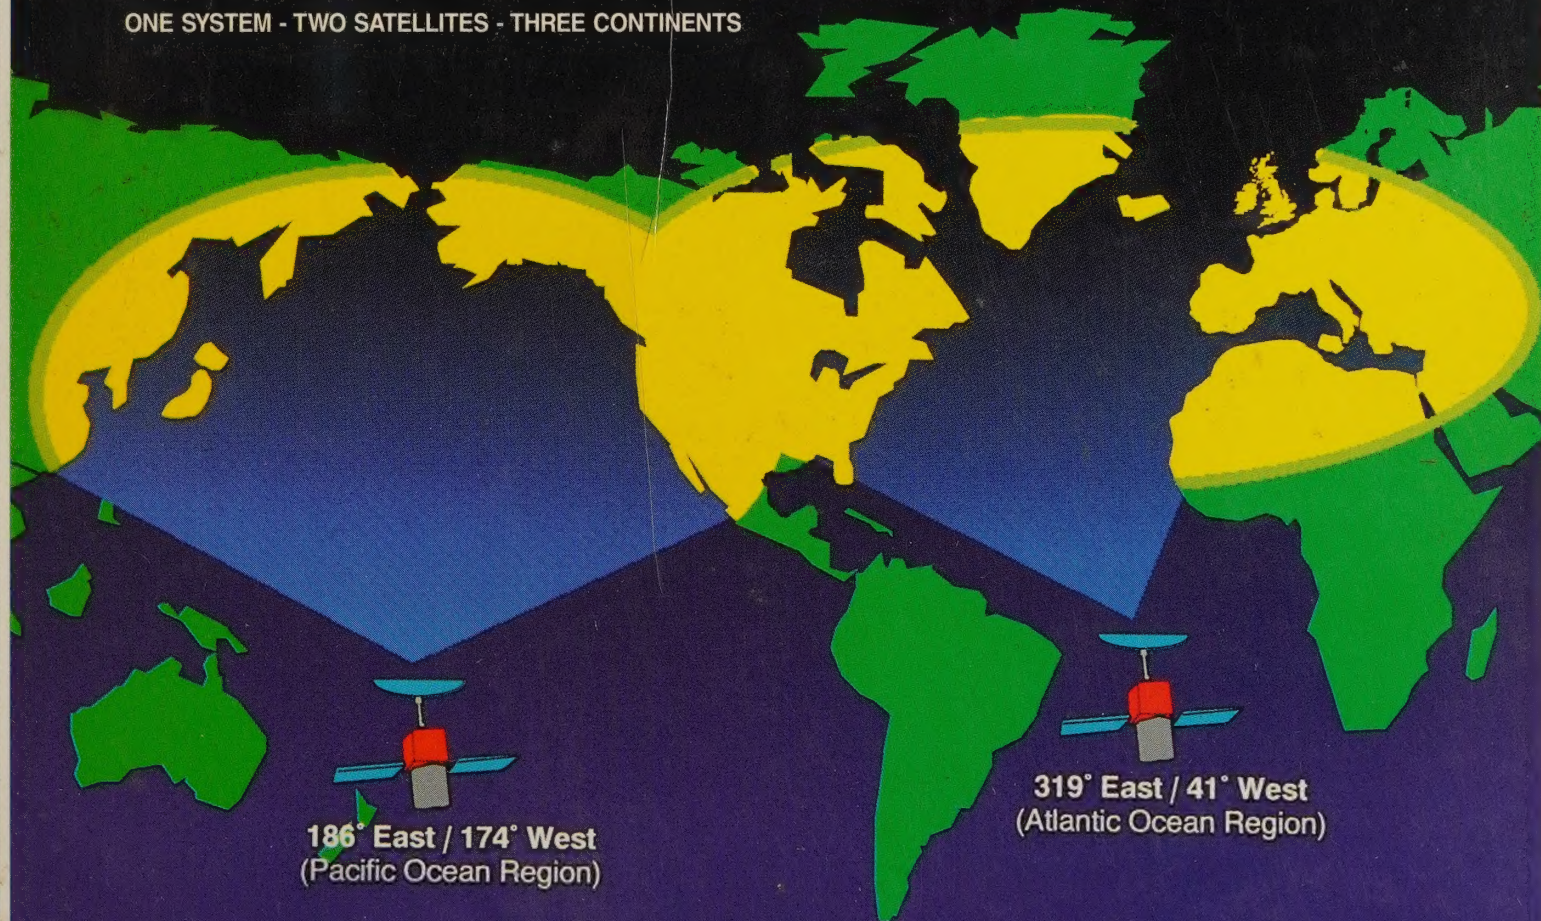 ONE SYSTEM - TWO SATELLITES - THREE CONTINENTS
319° East / 41° West
(Atlantic Ocean Region)
186° East / 174° West
(Pacific Ocean Region)